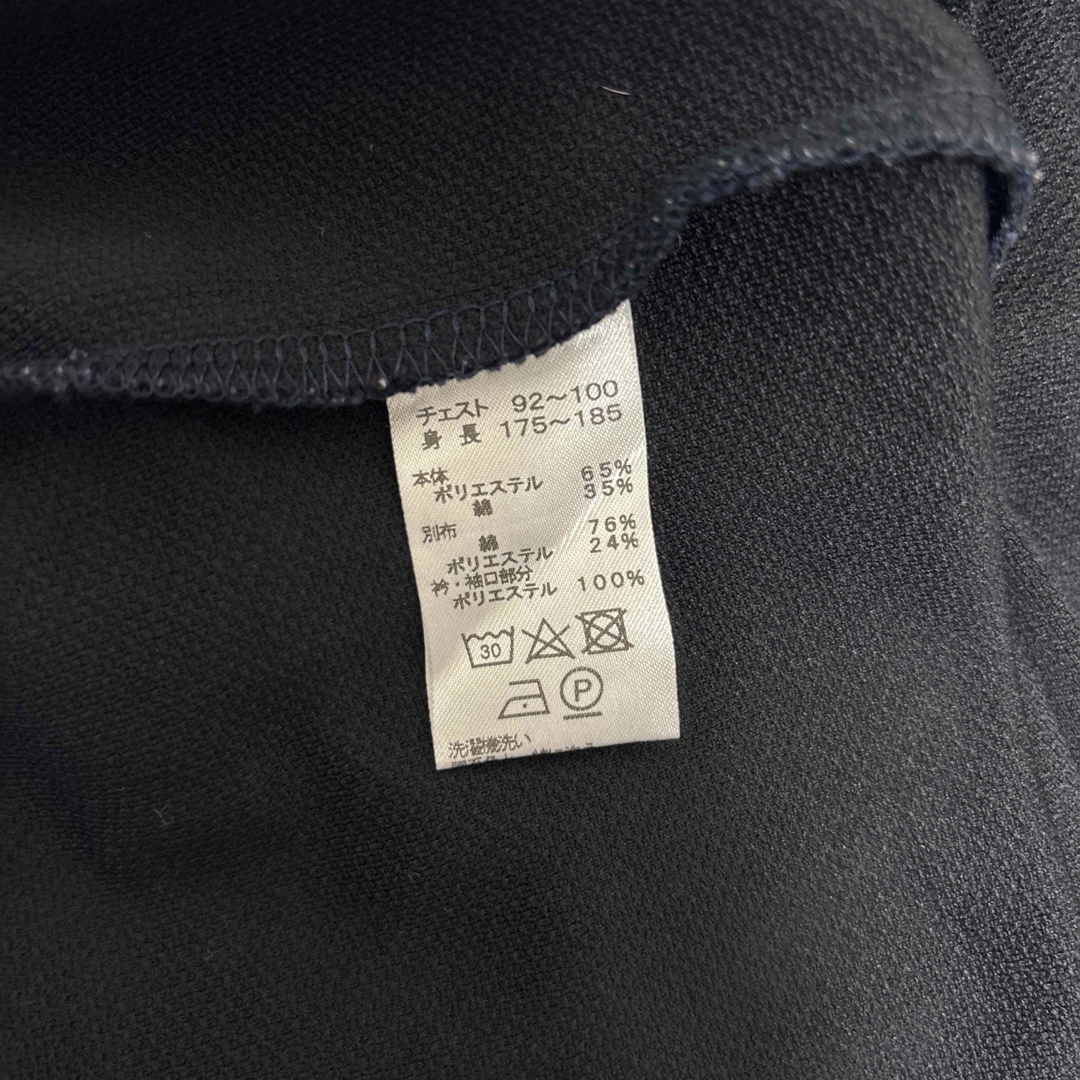 チェスト 92～100
身 長 175～185
本体
ポリエステル 65%
綿 35%
別布
綿 76%
ポリエステル 24%
衿・袖口部分
ポリエステル 100%
30
P
洗濯機洗い